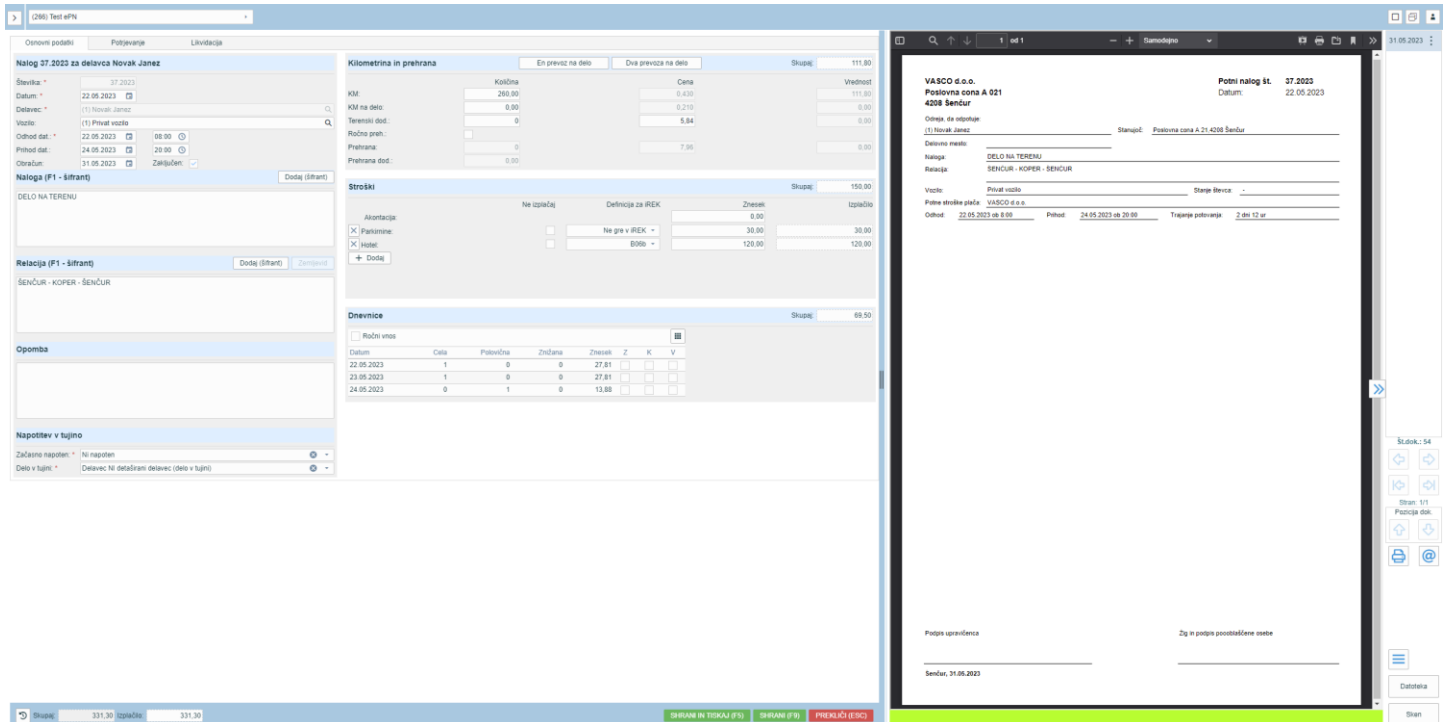 (266) Test ePN
Osnovni podatki Potrjevanje Likvidacija
Nalog 37.2023 za delavca Novak Janez
Številka: * 37.2023
Datum: * 22.05.2023
Delavec: * (1) Novak Janez
Vozilo: (1) Privat vozilo
Odhod dat.: * 22.05.2023 08:00
Prihod dat.: 24.05.2023 20:00
Obračun: 31.05.2023 Zaključen:
Naloga (F1 - šifrant) Dodaj (šifrant)
DELO NA TERENU
Relacija (F1 - šifrant) Dodaj (šifrant) Zemljevid
ŠENČUR - KOPER - ŠENČUR
Opomba
Napotitev v tujino
Začasno napoten: * Ni napoten
Delo v tujini: * Delavec NI detaširani delavec (delo v tujini)
Kilometrina in prehrana En prevoz na delo Dva prevoza na delo Skupaj: 111,80
Količina Cena Vrednost
KM: 260,00 0,430 111,80
KM na delo: 0,00 0,210 0,00
Terenski dod.: 0 5,84 0,00
Ročno preh.:
Prehrana: 0 7,96 0,00
Prehrana dod.: 0,00
Stroški Skupaj: 150,00
Ne izplačaj Definicija za iREK Znesek Izplačilo
Akontacija: 0,00
Parkirnine: Ne gre v iREK 30,00 30,00
Hotel: B06b 120,00 120,00
+ Dodaj
Dnevnice Skupaj: 69,50
Ročni vnos
Datum Cela Polovična Znižana Znesek Z K V
22.05.2023 1 0 0 27,81
23.05.2023 1 0 0 27,81
24.05.2023 0 1 0 13,88
Skupaj: 331,30 Izplačilo: 331,30
SHRANI IN TISKAJ (F5) SHRANI (F9) PREKLIČI (ESC)
1 od 1 Samodejno
VASCO d.o.o. Potni nalog št. 37.2023
Poslovna cona A 021 Datum: 22.05.2023
4208 Šenčur
Odreja, da odpotuje:
(1) Novak Janez Stanujoč: Poslovna cona A 21,4208 Šenčur
Delovno mesto:
Naloga: DELO NA TERENU
Relacija: ŠENČUR - KOPER - ŠENČUR
Vozilo: Privat vozilo Stanje števca: -
Potne stroške plača: VASCO d.o.o.
Odhod: 22.05.2023 ob 8:00 Prihod: 24.05.2023 ob 20:00 Trajanje potovanja: 2 dni 12 ur
Podpis upravičenca Žig in podpis pooblaščene osebe
Šenčur, 31.05.2023
31.05.2023
Št.dok.: 54
Stran: 1/1
Pozicija dok.
Datoteka
Sken